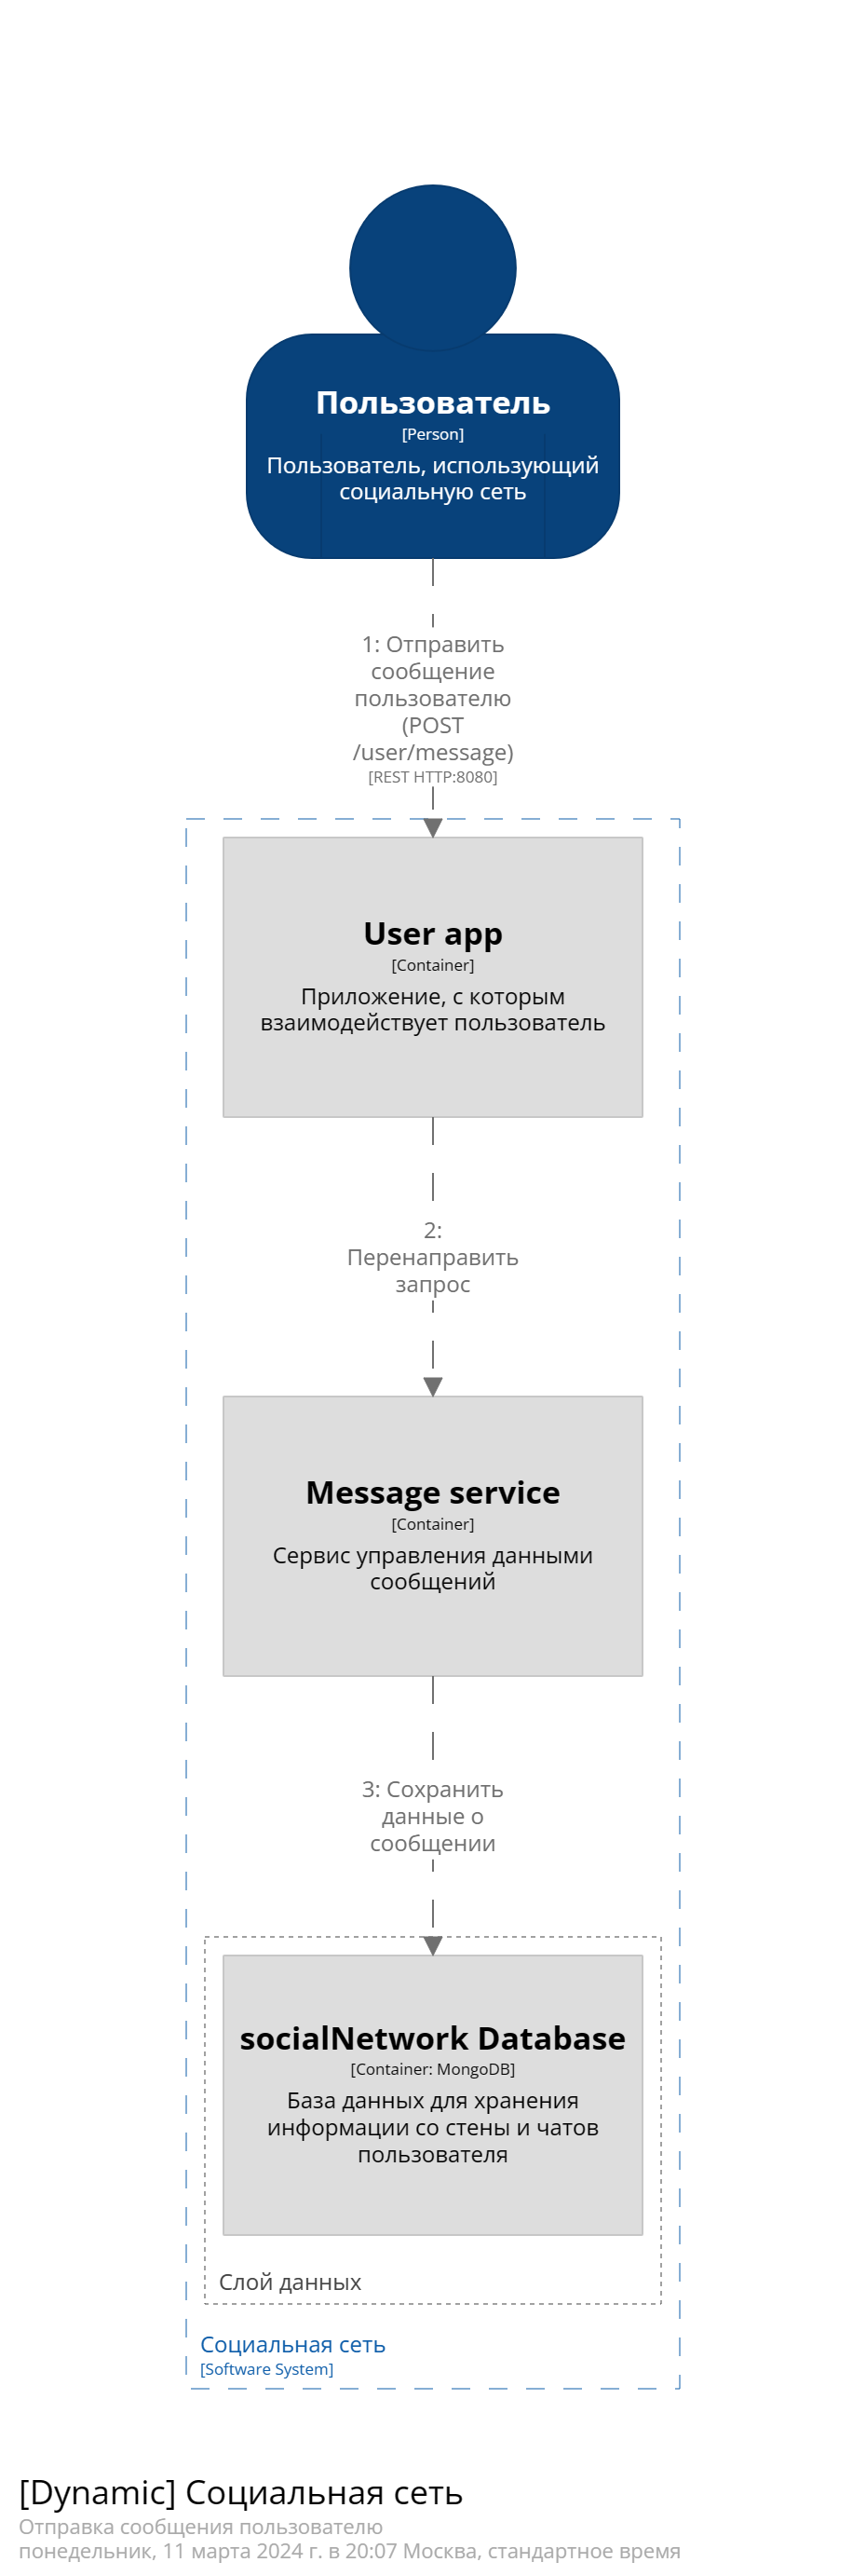 Пользователь
[Person]
Пользователь, использующий
социальную сеть
1: Отправить
сообщение
пользователю
(POST
/user/message)
[REST HTTP:8080]
User app
[Container]
Приложение, с которым
взаимодействует пользователь
2:
Перенаправить
запрос
Message service
[Container]
Сервис управления данными
сообщений
3: Сохранить
данные о
сообщении
socialNetwork Database
[Container: MongoDB]
База данных для хранения
информации со стены и чатов
пользователя
Слой данных
Социальная сеть
[Software System]
[Dynamic] Социальная сеть
Отправка сообщения пользователю
понедельник, 11 марта 2024 г. в 20:07 Москва, стандартное время